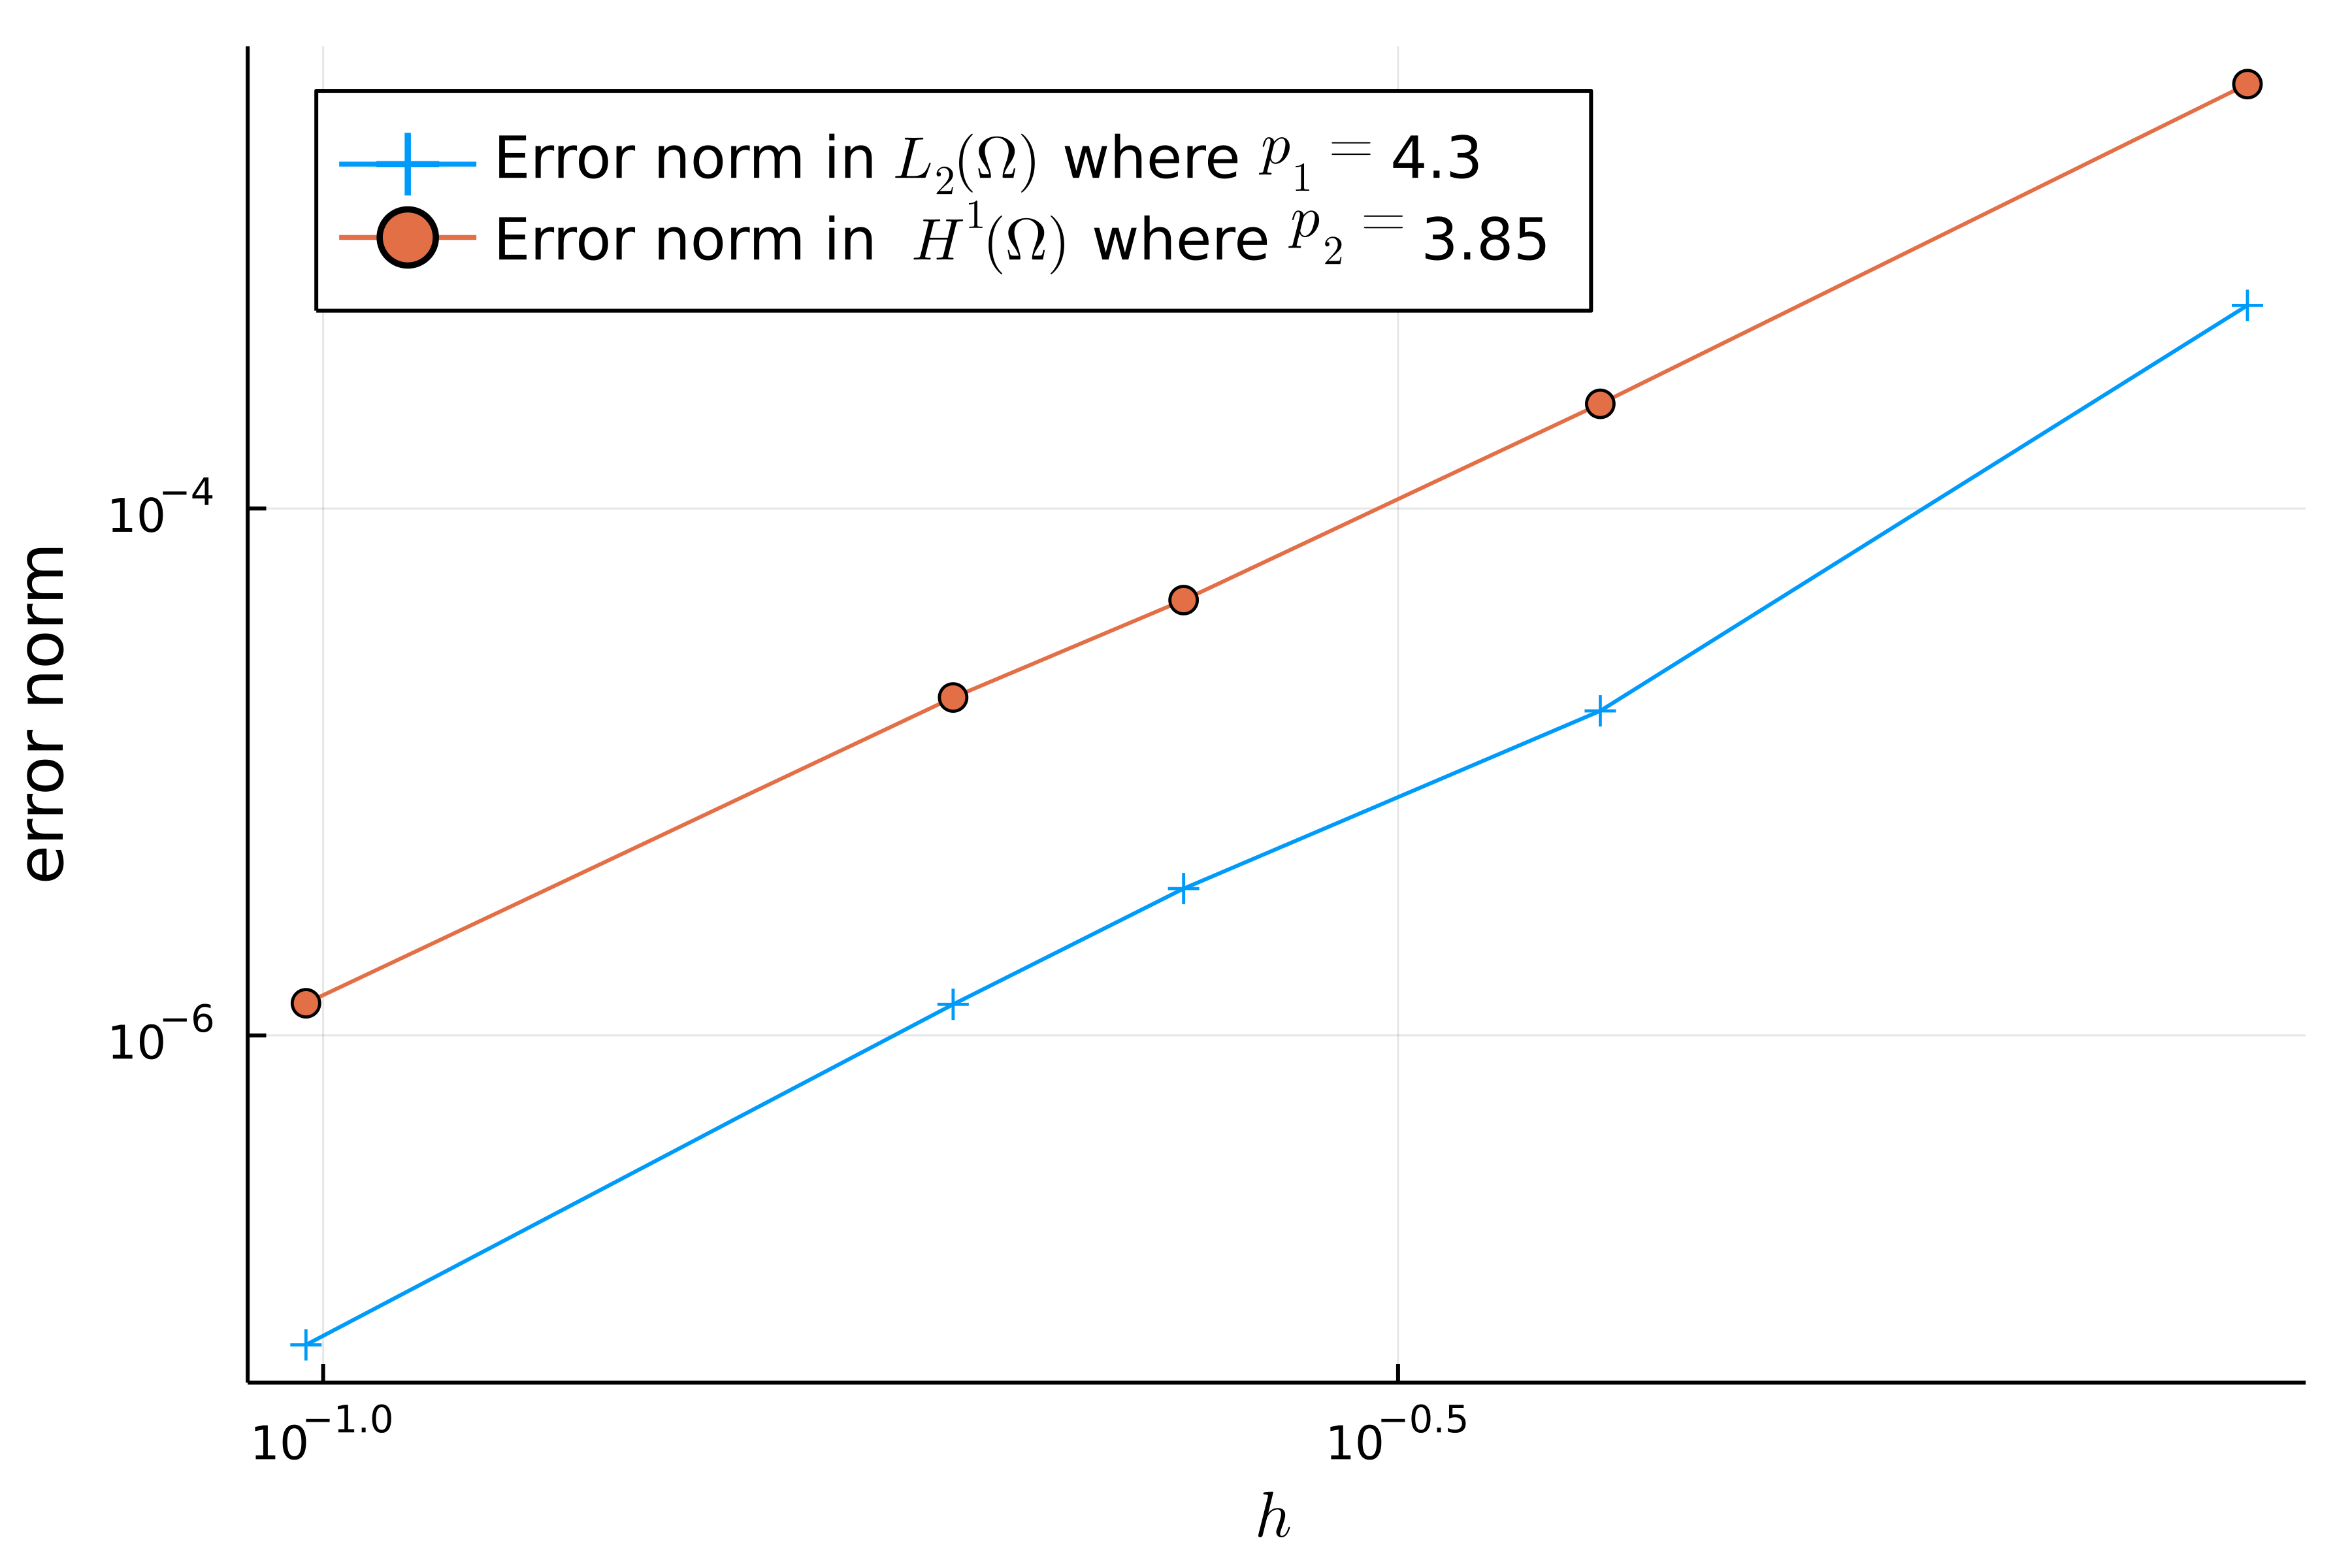 Error norm in L₂(Ω) where p₁ = 4.3
Error norm in H¹(Ω) where p₂ = 3.85
error norm
10⁻⁴
10⁻⁶
10⁻¹·⁰
10⁻⁰·⁵
h